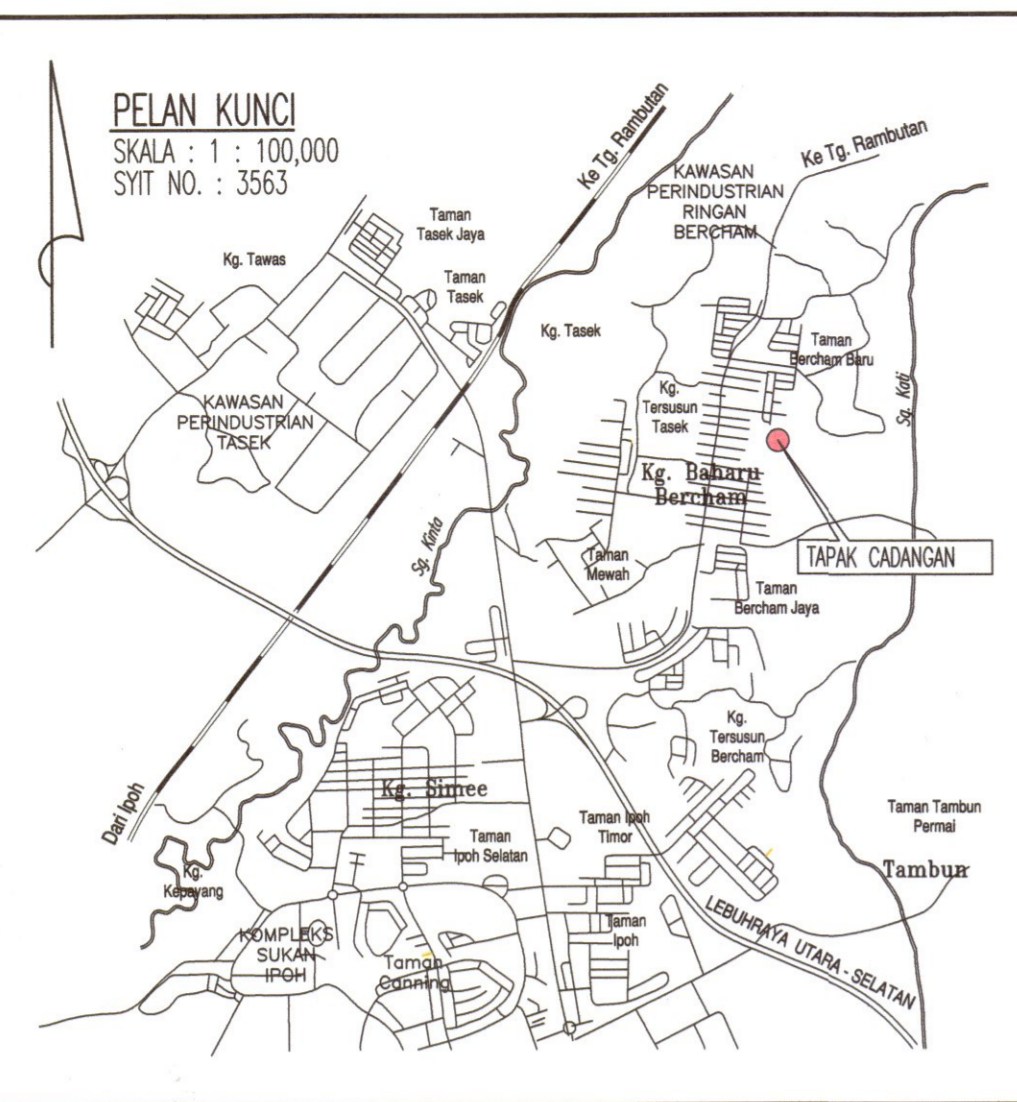 PELAN KUNCI
SKALA : 1 : 100,000
SYIT NO. : 3563
Ke Tg. Rambutan
Ke Tg. Rambutan
KAWASAN
PERINDUSTRIAN
RINGAN
BERCHAM
Taman
Tasek Jaya
Kg. Tawas
Taman
Tasek
Kg. Tasek
Taman
Bercham Baru
Sg. Kati
Kg.
Tersusun
Tasek
KAWASAN
PERINDUSTRIAN
TASEK
Kg. Baharu
Bercham
Sg. Kinta
Taman
Mewah
TAPAK CADANGAN
Taman
Bercham Jaya
Kg.
Tersusun
Bercham
Dari Ipoh
Kg. Simee
Taman Ipoh
Timor
Taman
Ipoh Selatan
Taman Tambun
Permai
Tambun
Kg.
Kepayang
LEBUHRAYA UTARA - SELATAN
KOMPLEKS
SUKAN
IPOH
Taman
Canning
Taman
Ipoh